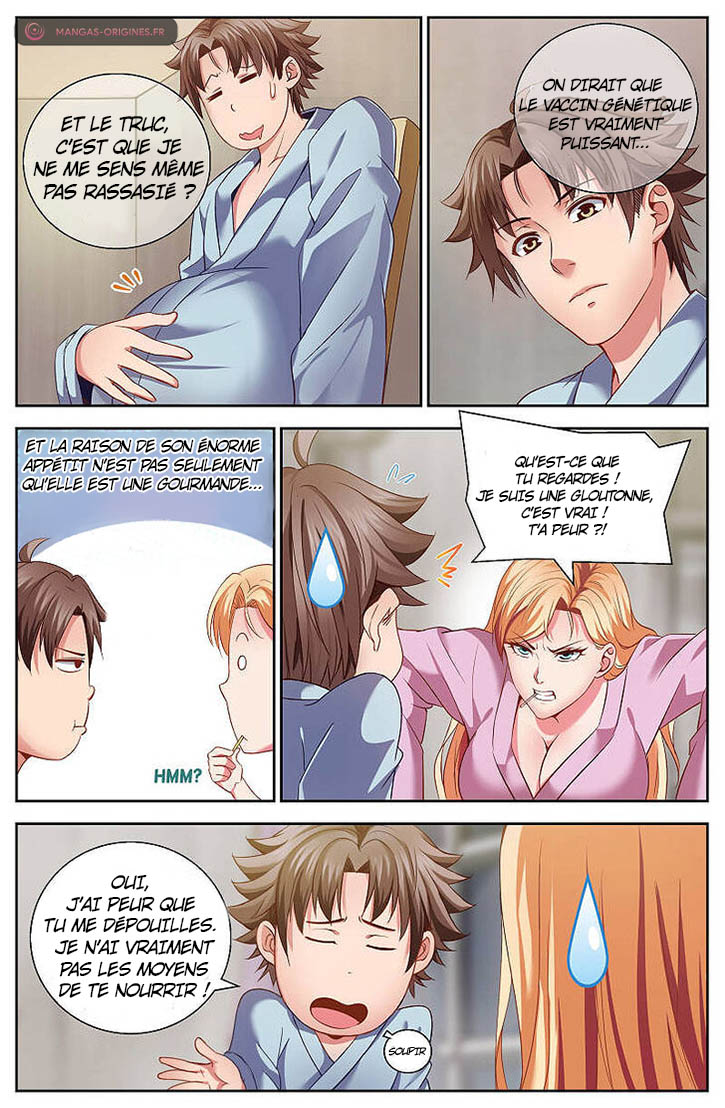 MANGAS-ORIGINES.FR
ET LE TRUC,
C'EST QUE JE
NE ME SENS MÊME
PAS RASSASIÉ ?
ON DIRAIT QUE
LE VACCIN GÉNÉTIQUE
EST VRAIMENT
PUISSANT...
ET LA RAISON DE SON ÉNORME
APPÉTIT N'EST PAS SEULEMENT
QU'ELLE EST UNE GOURMANDE...
HMM?
QU'EST-CE QUE
TU REGARDES !
JE SUIS UNE GLOUTONNE,
C'EST VRAI !
T'A PEUR ?!
OUI,
J'AI PEUR QUE
TU ME DÉPOUILLES.
JE N'AI VRAIMENT
PAS LES MOYENS
DE TE NOURRIR !
SOUPIR